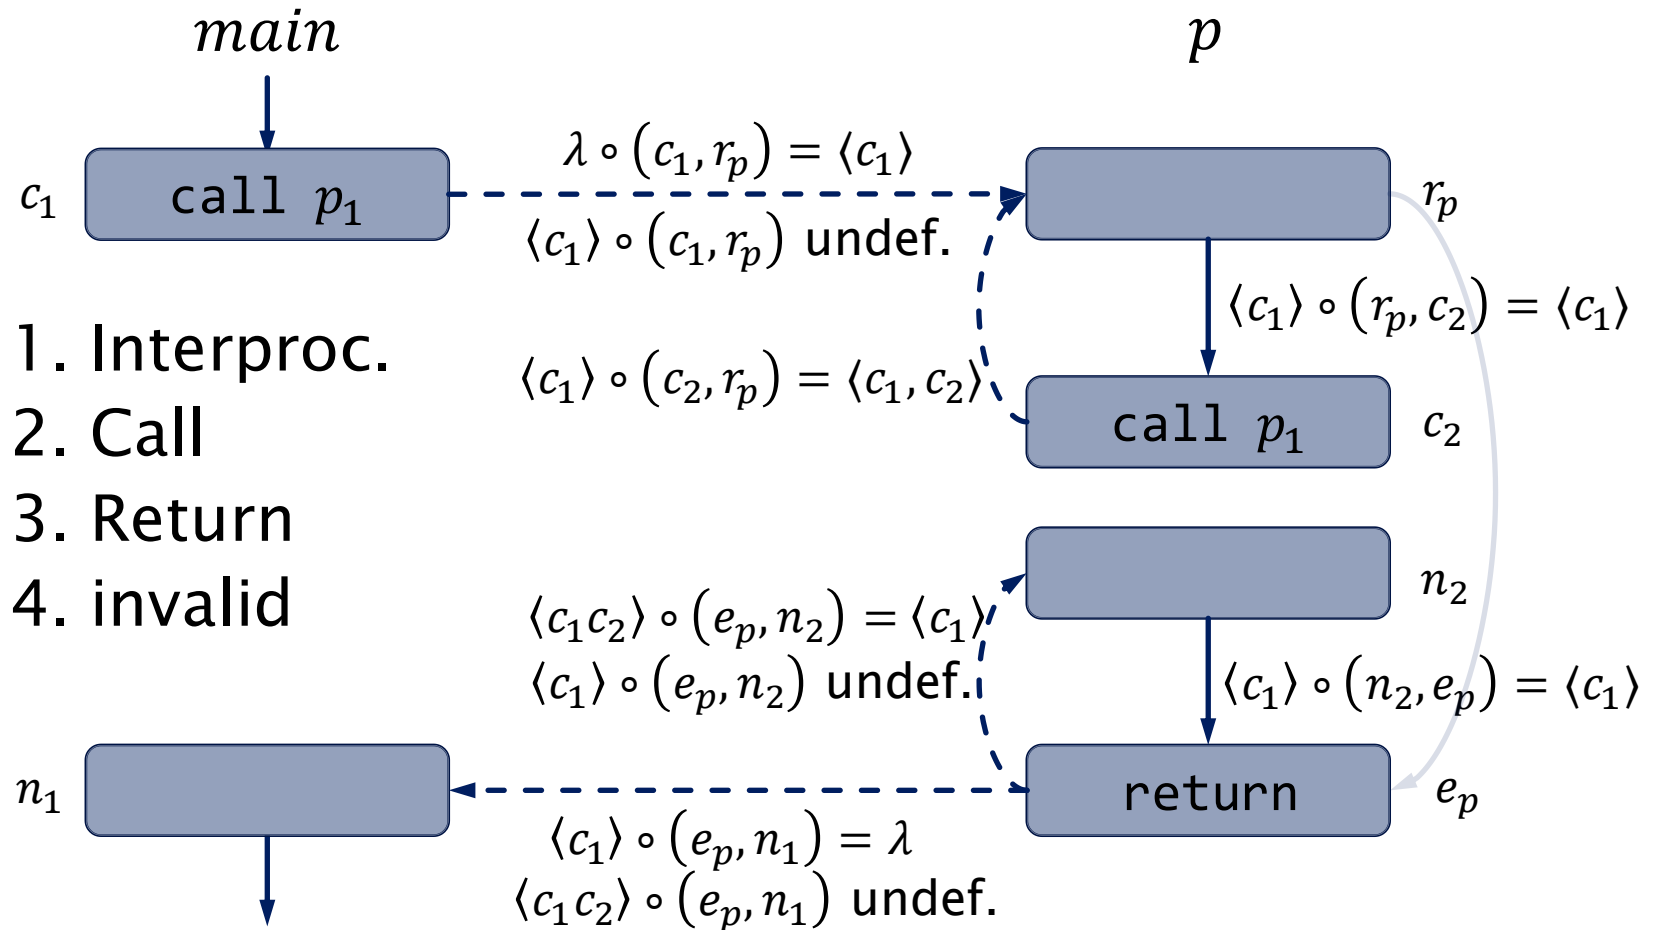 main
p
λ ∘ (c₁, rₚ) = ⟨c₁⟩
c₁
call p₁
rₚ
⟨c₁⟩ ∘ (c₁, rₚ) undef.
⟨c₁⟩ ∘ (rₚ, c₂) = ⟨c₁⟩
1. Interproc.
⟨c₁⟩ ∘ (c₂, rₚ) = ⟨c₁, c₂⟩
2. Call
call p₁
c₂
3. Return
4. invalid
n₂
⟨c₁c₂⟩ ∘ (eₚ, n₂) = ⟨c₁⟩
⟨c₁⟩ ∘ (eₚ, n₂) undef.
⟨c₁⟩ ∘ (n₂, eₚ) = ⟨c₁⟩
n₁
return
eₚ
⟨c₁⟩ ∘ (eₚ, n₁) = λ
⟨c₁c₂⟩ ∘ (eₚ, n₁) undef.